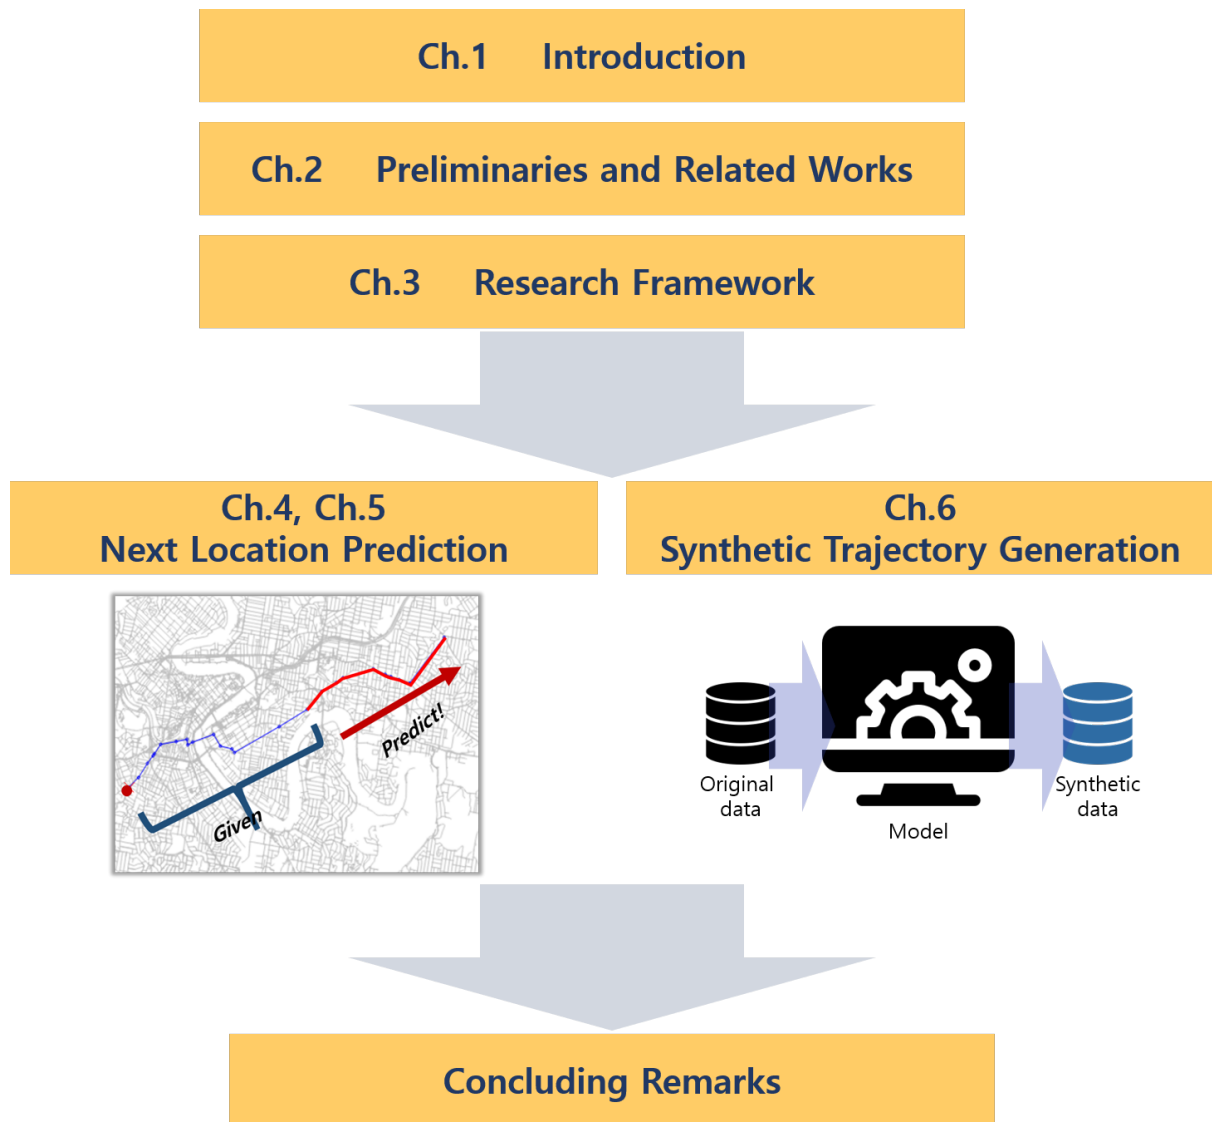 Ch.1 Introduction
Ch.2 Preliminaries and Related Works
Ch.3 Research Framework
Ch.4, Ch.5
Next Location Prediction
Ch.6
Synthetic Trajectory Generation
Predict!
Given
Original
data
Model
Synthetic
data
Concluding Remarks